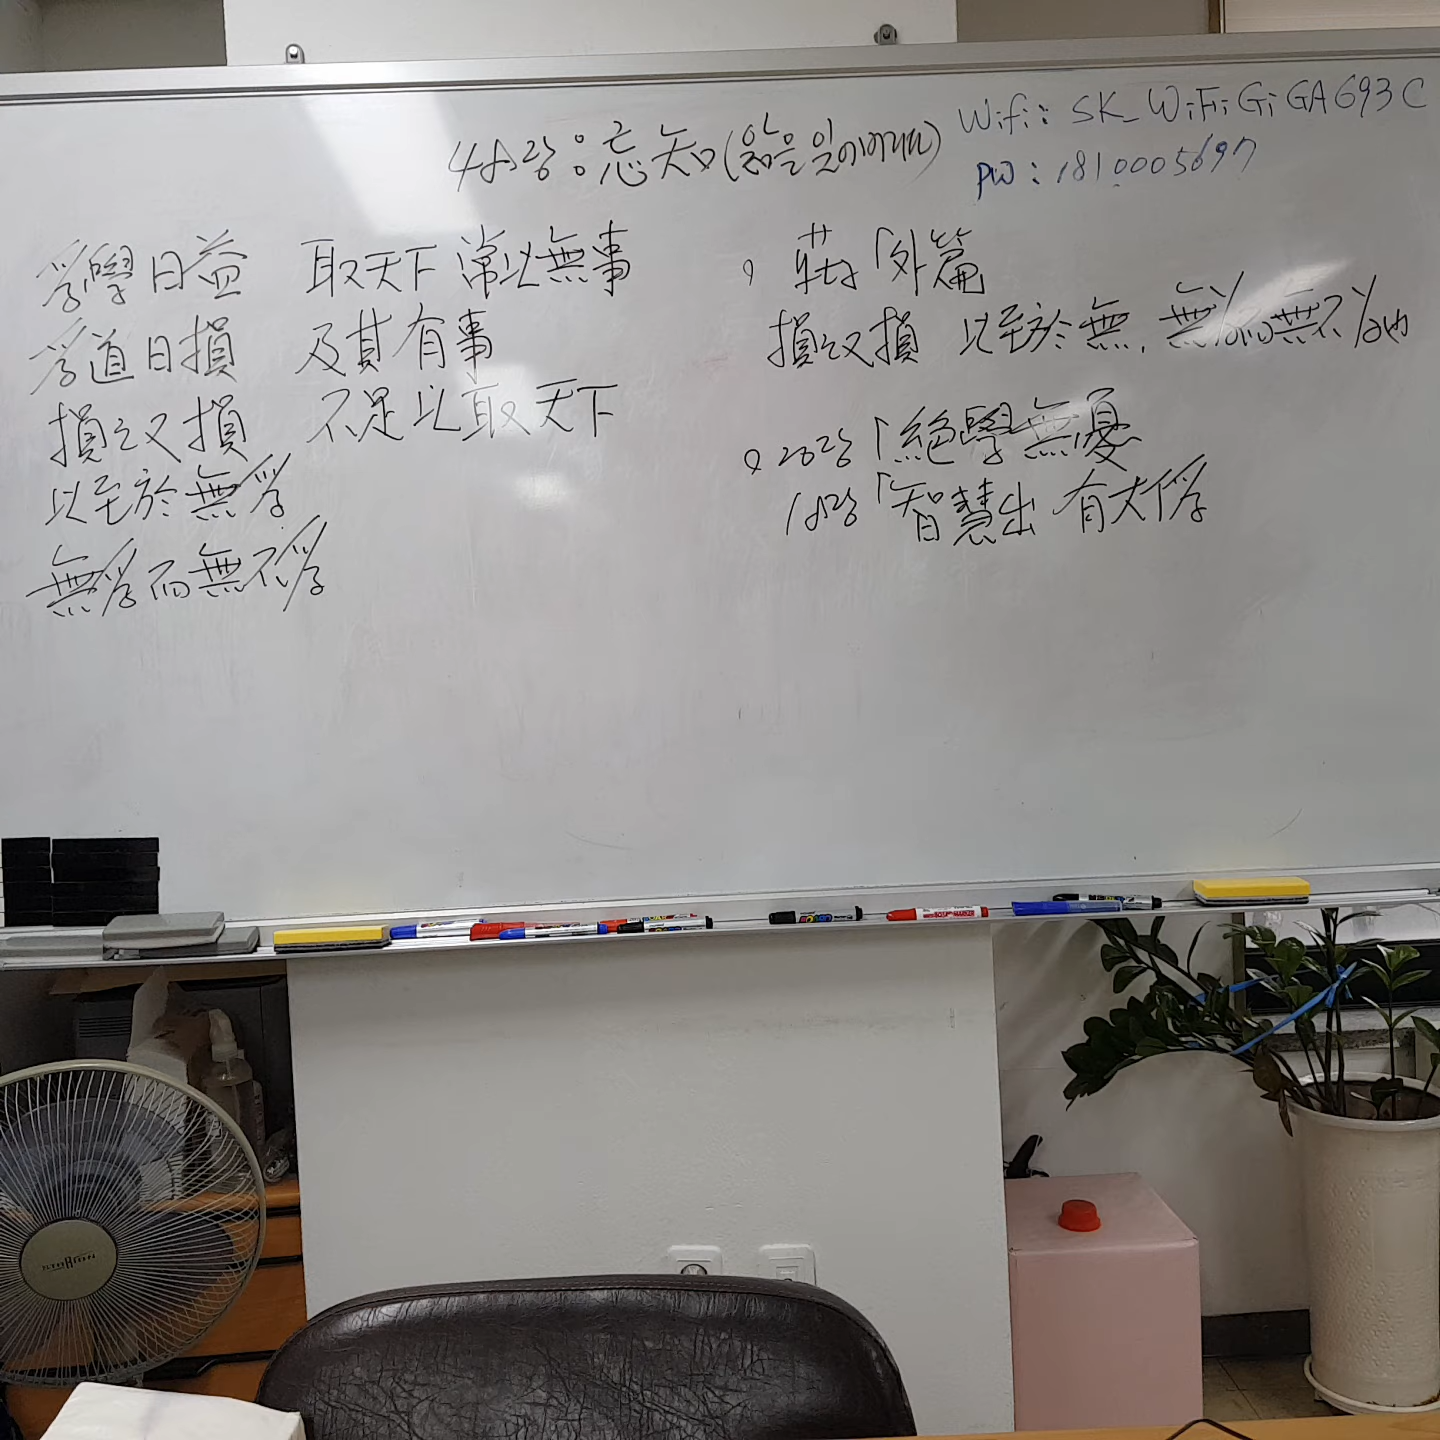 48장 : 忘知(앎을 잊어버려라)
Wifi : SK_WiFiGiGA693C
PW : 1810005697
爲學日益
爲道日損
損之又損
以至於無爲
無爲而無不爲
取天下 常以無事
及其有事
不足以取天下
莊子「外篇
損之又損 以至於無, 無爲而無不爲也
20장「絶學無憂
18장「智慧出 有大僞